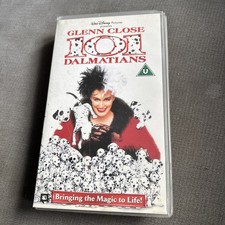 WALT DISNEY Pictures
GLENN CLOSE
101
DALMATIANS
U
Bringing the Magic to Life!